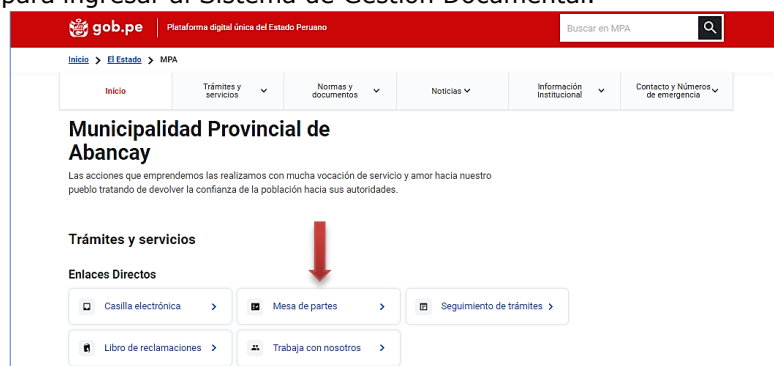 para ingresar al Sistema de Gestión Documental.
gob.pe Plataforma digital única del Estado Peruano Buscar en MPA
Inicio > El Estado > MPA
Inicio Trámites y servicios Normas y documentos Noticias Información Institucional Contacto y Números de emergencia
Municipalidad Provincial de
Abancay
Las acciones que emprendemos las realizamos con mucha vocación de servicio y amor hacia nuestro
pueblo tratando de devolver la confianza de la población hacia sus autoridades.
Trámites y servicios
Enlaces Directos
Casilla electrónica > Mesa de partes > Seguimiento de trámites >
Libro de reclamaciones > Trabaja con nosotros >